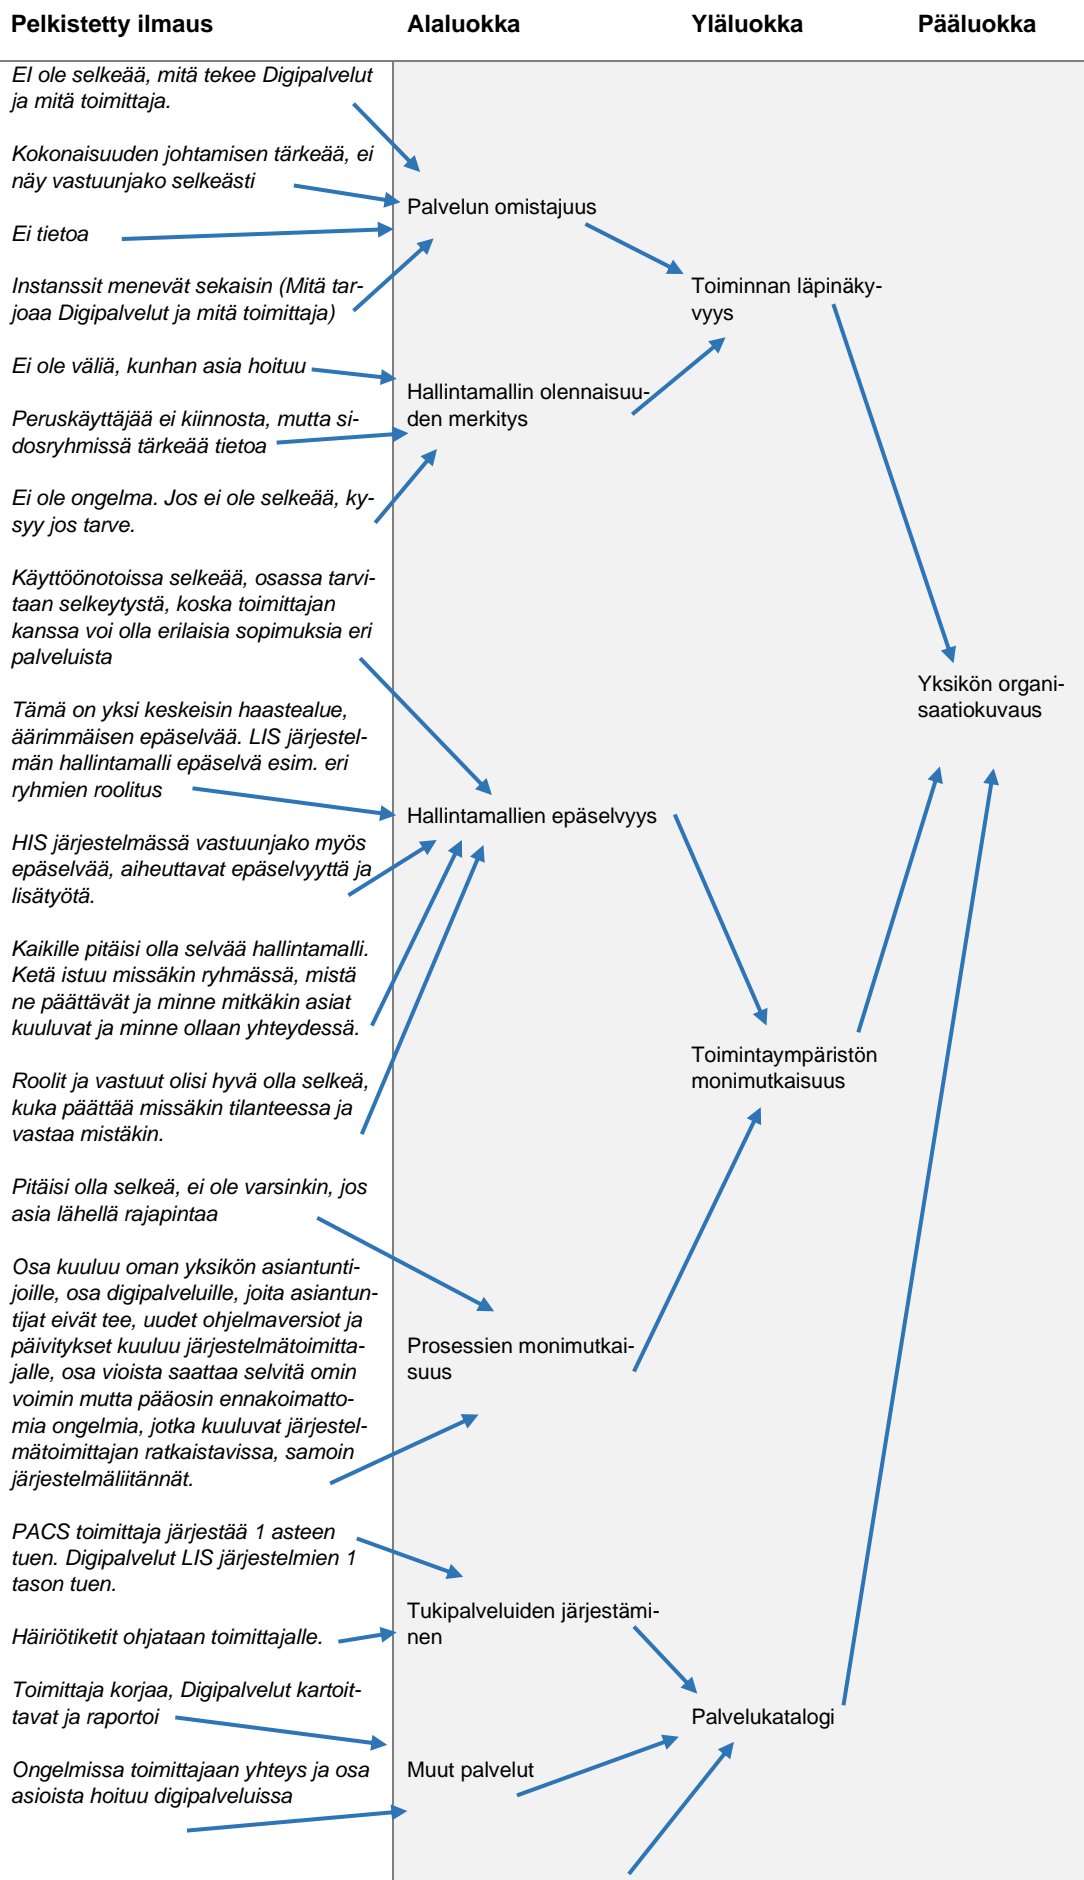 Pelkistetty ilmaus
Alaluokka
Yläluokka
Pääluokka
EI ole selkeää, mitä tekee Digipalvelut
ja mitä toimittaja.
Kokonaisuuden johtamisen tärkeää, ei
näy vastuunjako selkeästi
Ei tietoa
Instanssit menevät sekaisin (Mitä tar-
joaa Digipalvelut ja mitä toimittaja)
Ei ole väliä, kunhan asia hoituu
Peruskäyttäjää ei kiinnosta, mutta si-
dosryhmissä tärkeää tietoa
Ei ole ongelma. Jos ei ole selkeää, ky-
syy jos tarve.
Käyttöönotoissa selkeää, osassa tarvi-
taan selkeytystä, koska toimittajan
kanssa voi olla erilaisia sopimuksia eri
palveluista
Tämä on yksi keskeisin haastealue,
äärimmäisen epäselvää. LIS järjestel-
män hallintamalli epäselvä esim. eri
ryhmien roolitus
HIS järjestelmässä vastuunjako myös
epäselvää, aiheuttavat epäselvyyttä ja
lisätyötä.
Kaikille pitäisi olla selvää hallintamalli.
Ketä istuu missäkin ryhmässä, mistä
ne päättävät ja minne mitkäkin asiat
kuuluvat ja minne ollaan yhteydessä.
Roolit ja vastuut olisi hyvä olla selkeä,
kuka päättää missäkin tilanteessa ja
vastaa mistäkin.
Pitäisi olla selkeä, ei ole varsinkin, jos
asia lähellä rajapintaa
Osa kuuluu oman yksikön asiantunti-
joille, osa digipalveluille, joita asiantun-
tijat eivät tee, uudet ohjelmaversiot ja
päivitykset kuuluu järjestelmätoimitta-
jalle, osa vioista saattaa selvitä omin
voimin mutta pääosin ennakoimatto-
mia ongelmia, jotka kuuluvat järjestel-
mätoimittajan ratkaistavissa, samoin
järjestelmäliitännät.
PACS toimittaja järjestää 1 asteen
tuen. Digipalvelut LIS järjestelmien 1
tason tuen.
Häiriötiketit ohjataan toimittajalle.
Toimittaja korjaa, Digipalvelut kartoit-
tavat ja raportoi
Ongelmissa toimittajaan yhteys ja osa
asioista hoituu digipalveluissa
Palvelun omistajuus
Hallintamallin olennaisuu-
den merkitys
Hallintamallien epäselvyys
Prosessien monimutkai-
suus
Tukipalveluiden järjestämi-
nen
Muut palvelut
Toiminnan läpinäky-
vyys
Toimintaympäristön
monimutkaisuus
Palvelukatalogi
Yksikön organi-
saatiokuvaus